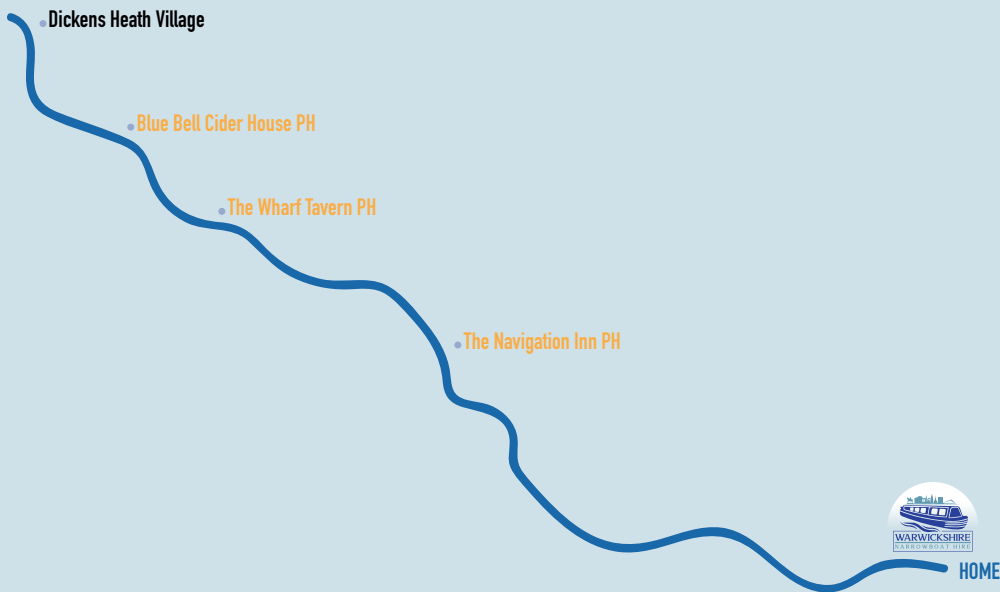 Dickens Heath Village
Blue Bell Cider House PH
The Wharf Tavern PH
The Navigation Inn PH
WARWICKSHIRE
NARROWBOAT HIRE
HOME